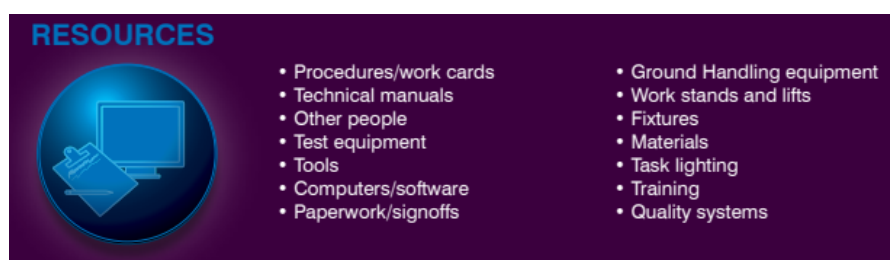 RESOURCES
• Procedures/work cards
• Technical manuals
• Other people
• Test equipment
• Tools
• Computers/software
• Paperwork/signoffs
• Ground Handling equipment
• Work stands and lifts
• Fixtures
• Materials
• Task lighting
• Training
• Quality systems